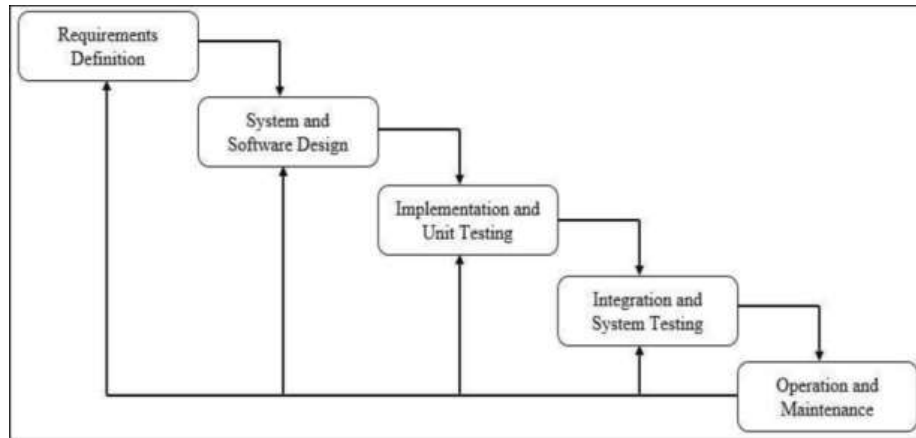 Requirements
Definition
System and
Software Design
Implementation and
Unit Testing
Integration and
System Testing
Operation and
Maintenance